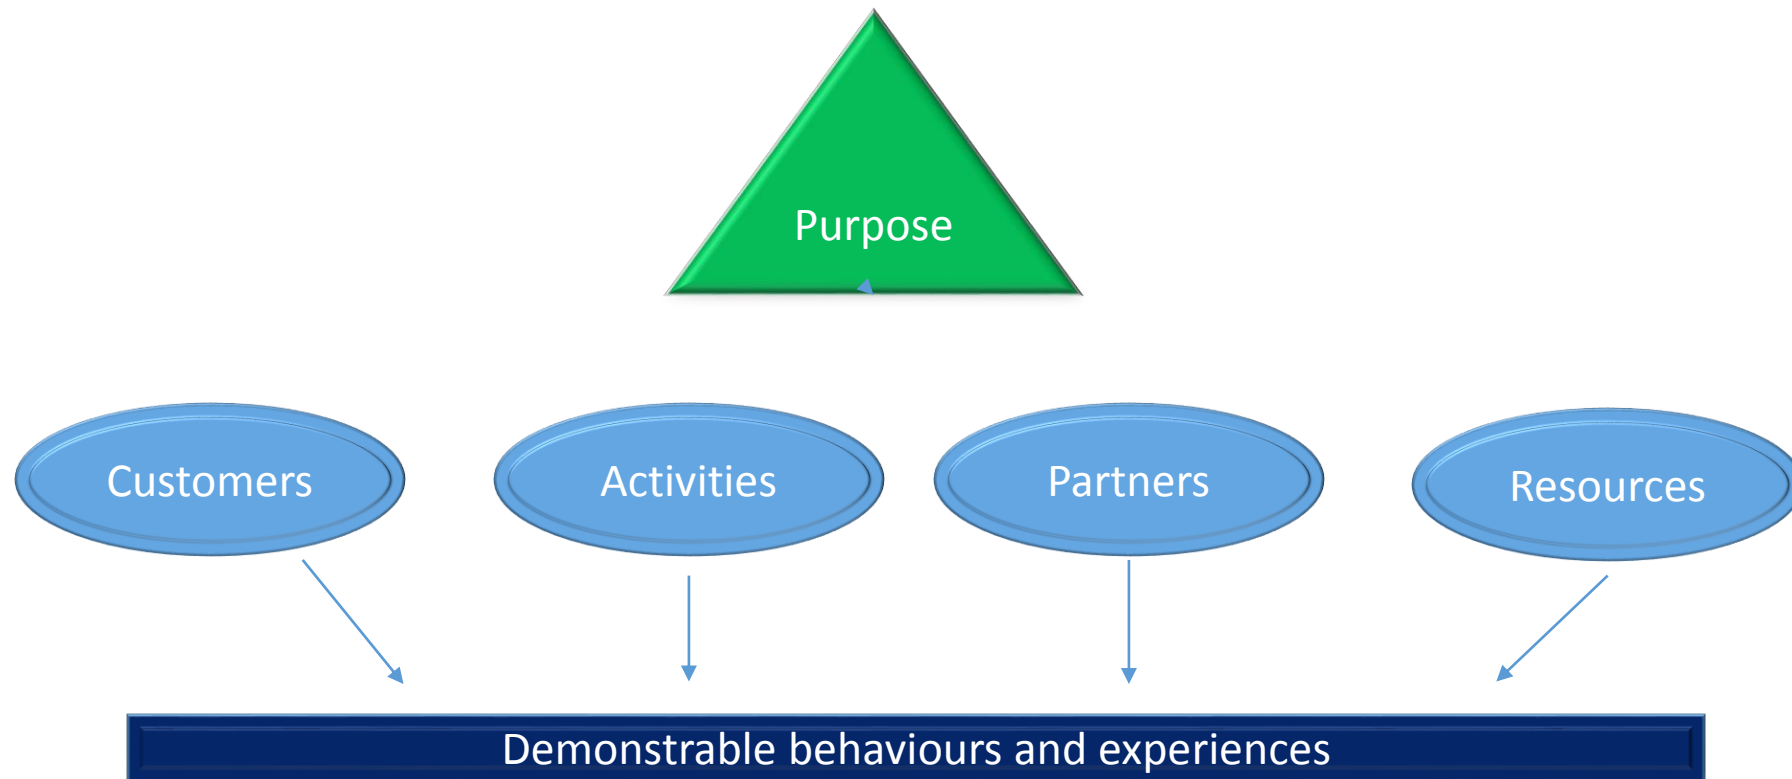 Purpose
Customers
Activities
Partners
Resources
Demonstrable behaviours and experiences